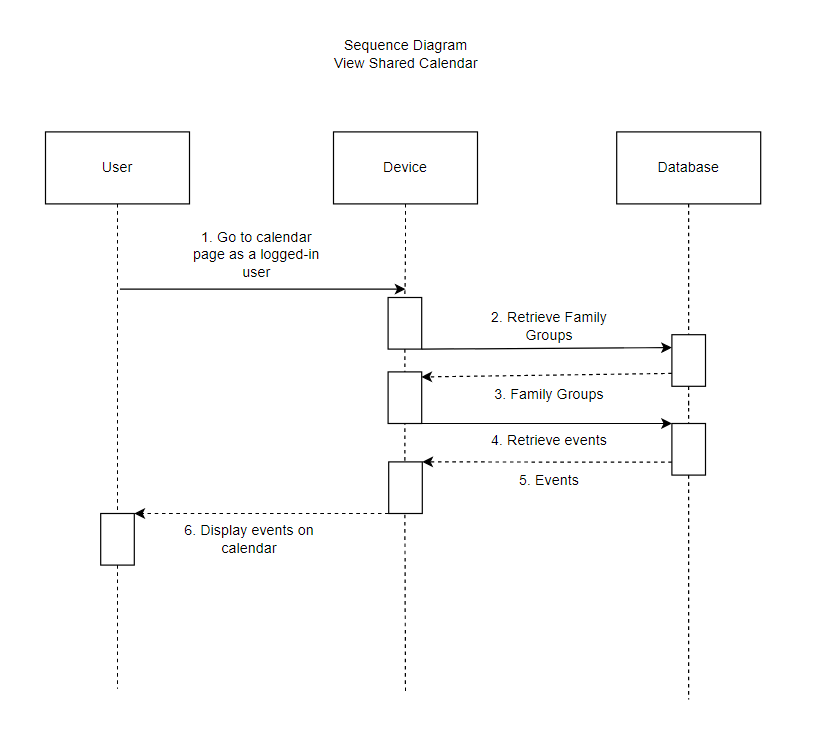 Sequence Diagram
View Shared Calendar
User
Device
Database
1. Go to calendar
page as a logged-in
user
2. Retrieve Family
Groups
3. Family Groups
4. Retrieve events
5. Events
6. Display events on
calendar